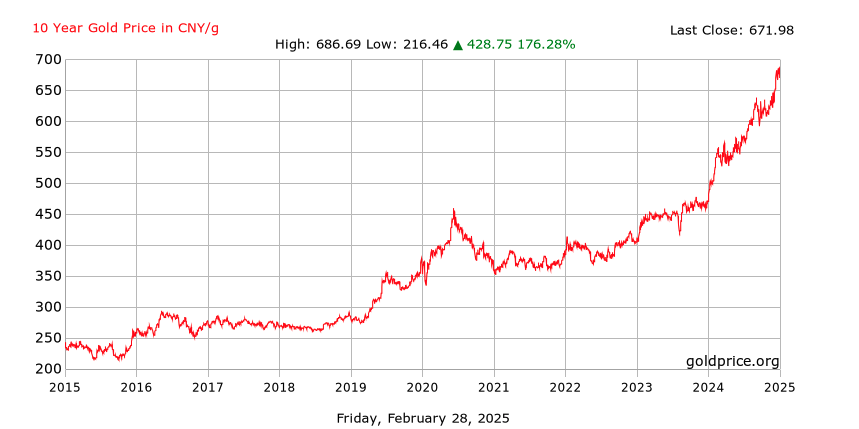 10 Year Gold Price in CNY/g
Last Close: 671.98
High: 686.69 Low: 216.46 ▲ 428.75 176.28%
700
650
600
550
500
450
400
350
300
250
200
goldprice.org
2015 2016 2017 2018 2019 2020 2021 2022 2023 2024 2025
Friday, February 28, 2025